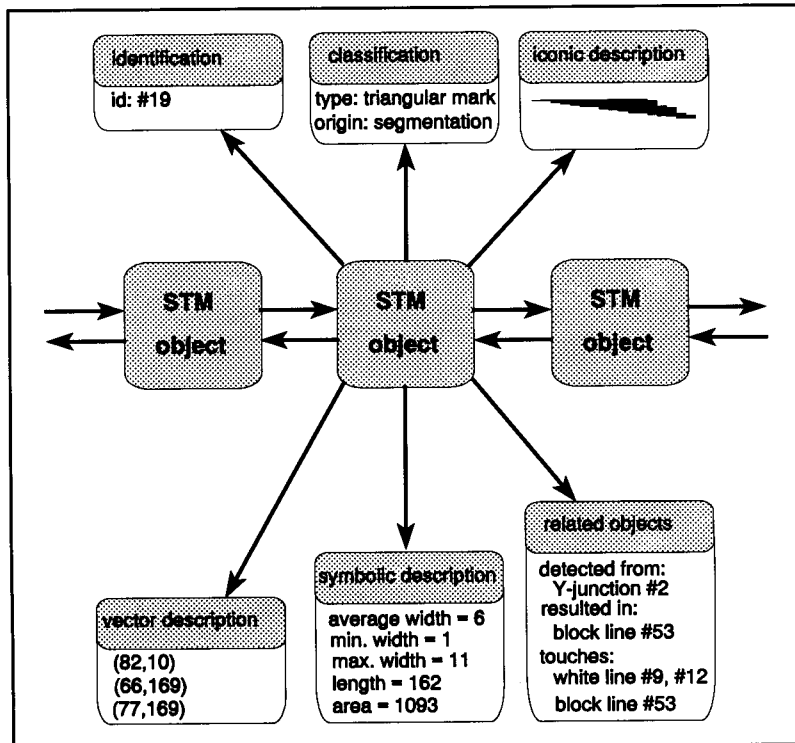 identification
id: #19
classification
type: triangular mark
origin: segmentation
iconic description
STM
object
STM
object
STM
object
vector description
(82,10)
(66,169)
(77,169)
symbolic description
average width = 6
min. width = 1
max. width = 11
length = 162
area = 1093
related objects
detected from:
Y-junction #2
resulted in:
block line #53
touches:
white line #9, #12
block line #53